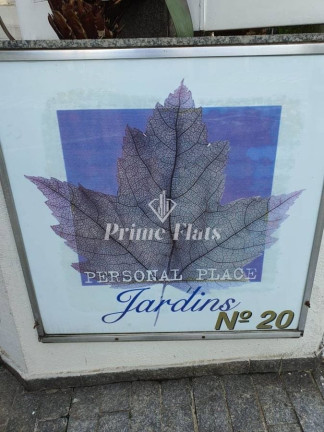 Prime Flats
PERSONAL PLACE
Jardins
Nº 20